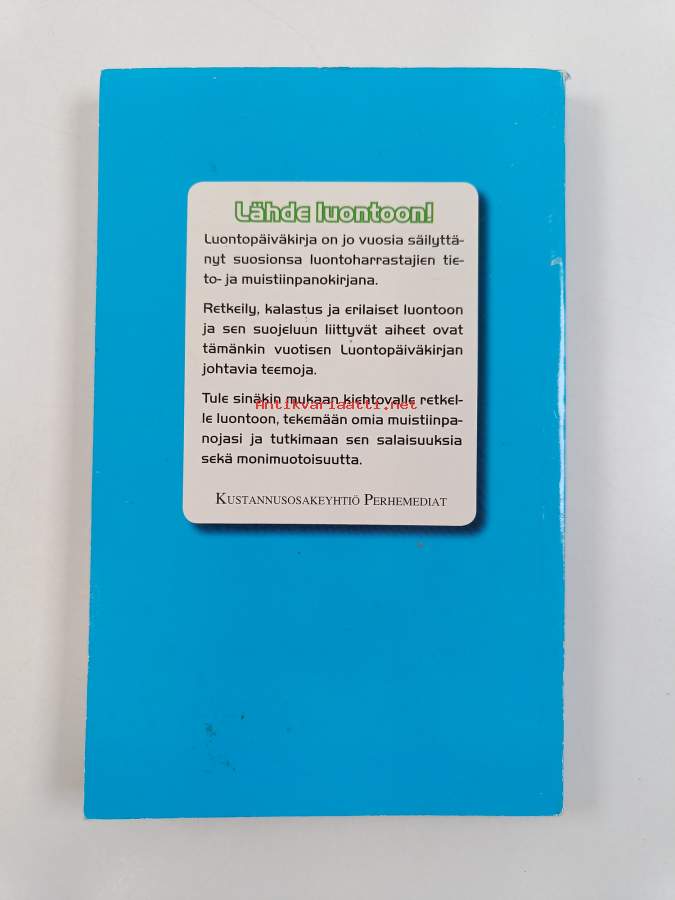 Lähde luontoon!
Luontopäiväkirja on jo vuosia säilyttä-
nyt suosionsa luontoharrastajien tie-
to- ja muistiinpanokirjana.
Retkeily, kalastus ja erilaiset luontoon
ja sen suojeluun liittyvät aiheet ovat
tämänkin vuotisen Luontopäiväkirjan
johtavia teemoja.
Tule sinäkin mukaan kiehtovalle retkel-
Antikvariaatti.net
le luontoon, tekemään omia muistiinpa-
nojasi ja tutkimaan sen salaisuuksia
sekä monimuotoisuutta.
KUSTANNUSOSAKEYHTIÖ PERHEMEDIAT